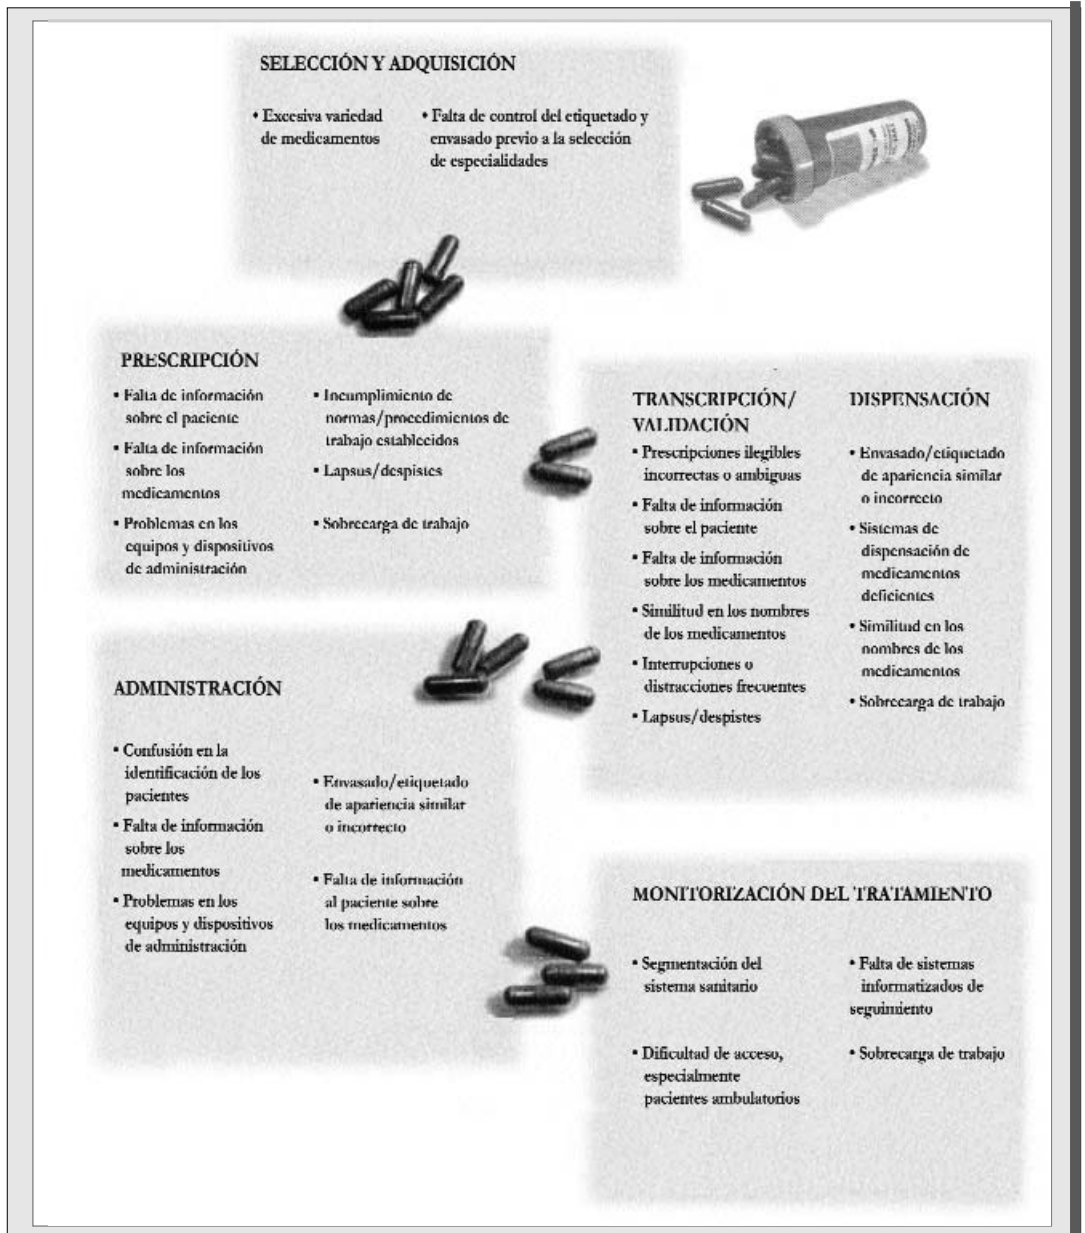 SELECCIÓN Y ADQUISICIÓN
• Excesiva variedad
de medicamentos
• Falta de control del etiquetado y
envasado previo a la selección
de especialidades
PRESCRIPCIÓN
• Falta de información
sobre el paciente
• Falta de información
sobre los
medicamentos
• Problemas en los
equipos y dispositivos
de administración
• Incumplimiento de
normas/procedimientos de
trabajo establecidos
• Lapsus/despistes
• Sobrecarga de trabajo
TRANSCRIPCIÓN/
VALIDACIÓN
• Prescripciones ilegibles
incorrectas o ambiguas
• Falta de información
sobre el paciente
• Falta de información
sobre los medicamentos
• Similitud en los nombres
de los medicamentos
• Interrupciones o
distracciones frecuentes
• Lapsus/despistes
DISPENSACIÓN
• Envasado/etiquetado
de apariencia similar
o incorrecto
• Sistemas de
dispensación de
medicamentos
deficientes
• Similitud en los
nombres de los
medicamentos
• Sobrecarga de trabajo
ADMINISTRACIÓN
• Confusión en la
identificación de los
pacientes
• Falta de información
sobre los
medicamentos
• Problemas en los
equipos y dispositivos
de administración
• Envasado/etiquetado
de apariencia similar
o incorrecto
• Falta de información
al paciente sobre
los medicamentos
MONITORIZACIÓN DEL TRATAMIENTO
• Segmentación del
sistema sanitario
• Dificultad de acceso,
especialmente
pacientes ambulatorios
• Falta de sistemas
informatizados de
seguimiento
• Sobrecarga de trabajo